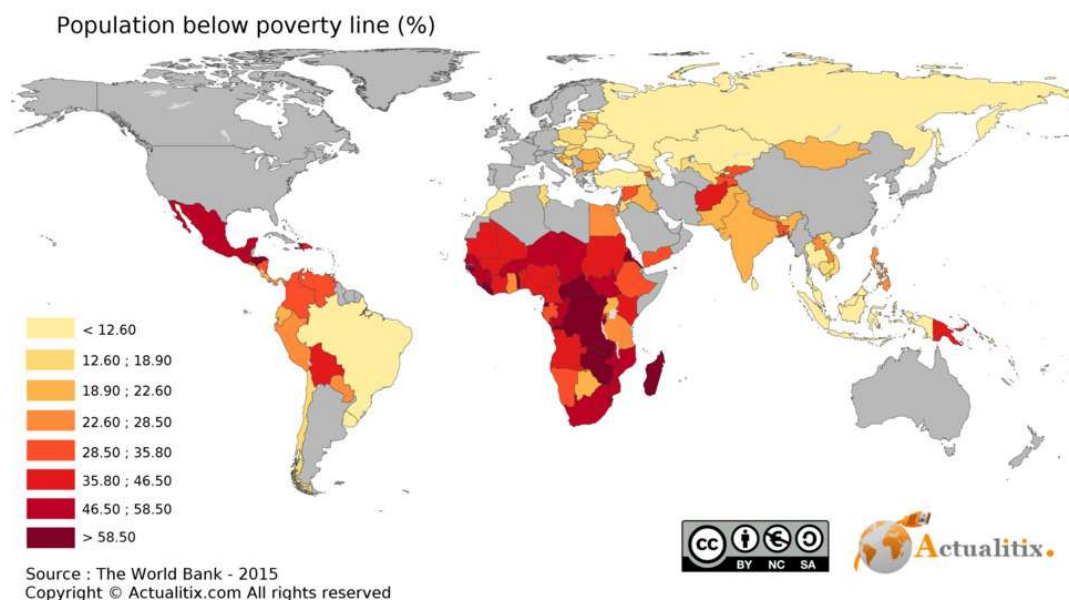 Population below poverty line (%)
< 12.60
12.60 ; 18.90
18.90 ; 22.60
22.60 ; 28.50
28.50 ; 35.80
35.80 ; 46.50
46.50 ; 58.50
> 58.50
cc
BY NC SA
Actualitix.
Source : The World Bank - 2015
Copyright © Actualitix.com All rights reserved